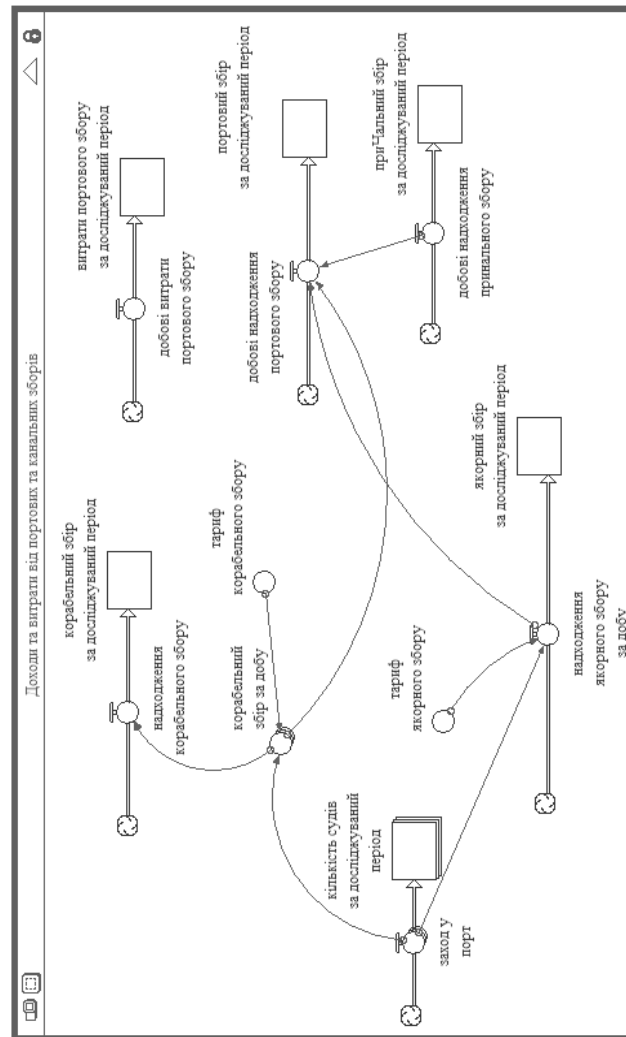 Доходи та витрати від портових та канальних зборів
корабельний збір
за досліджуваний період
витрати портового збору
за досліджуваний період
надходження
корабельного збору
добові витрати
портового збору
тариф
корабельного збору
корабельний
збір за добу
портовий збір
за досліджуваний період
добові надходження
портового збору
кількість судів
за досліджуваний
період
заход у
порт
тариф
якорного збору
приЧальний збір
за досліджуваний період
добові надходження
принального збору
якорний збір
за досліджуваний період
надходження
якорного збору
за добу